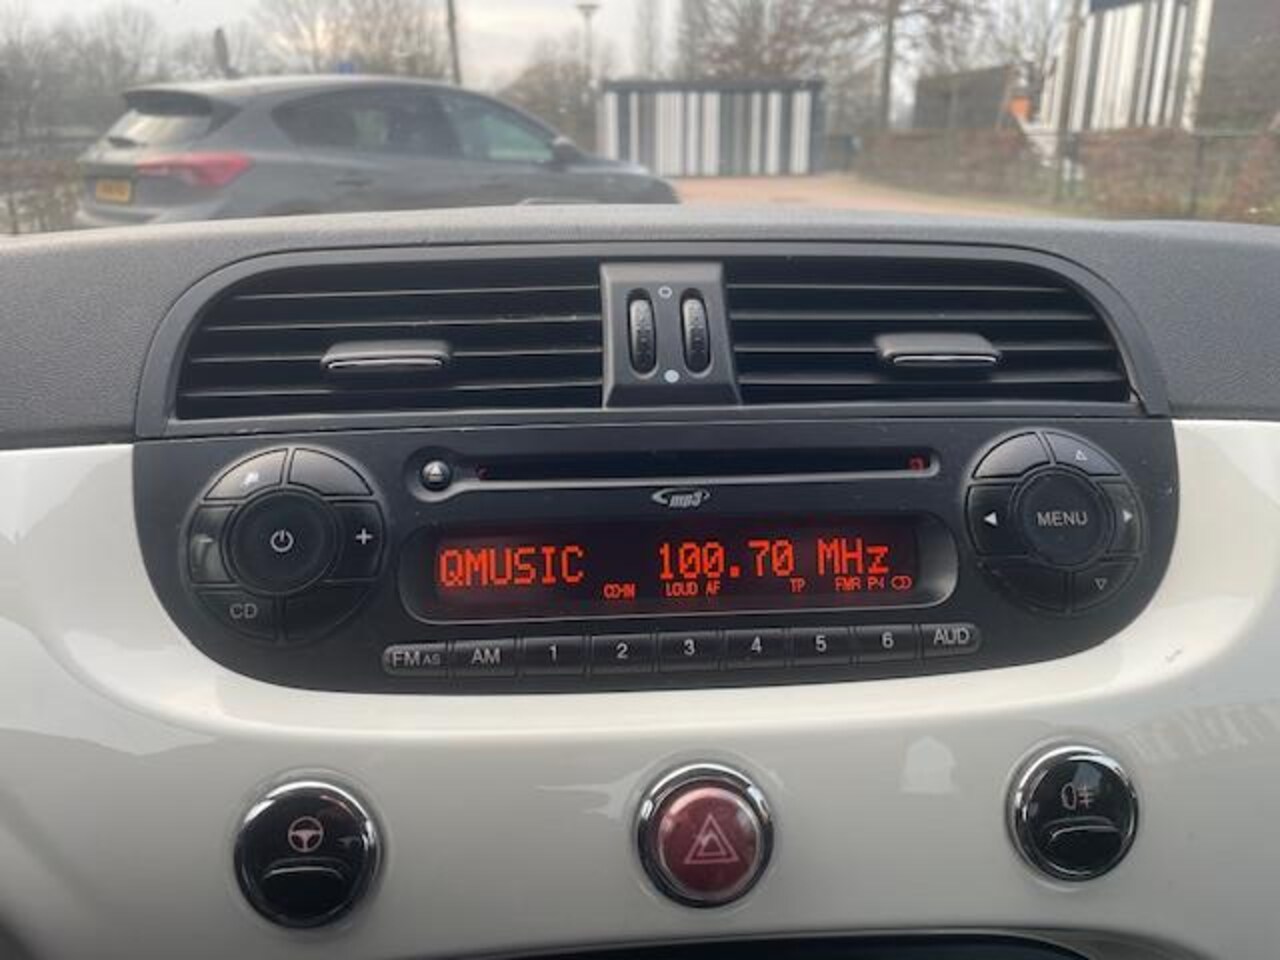 mp3
MENU
QMUSIC 100.70 MHz
LOUD AF TP
CD
FM AS AM 1 2 3 4 5 6 AUD